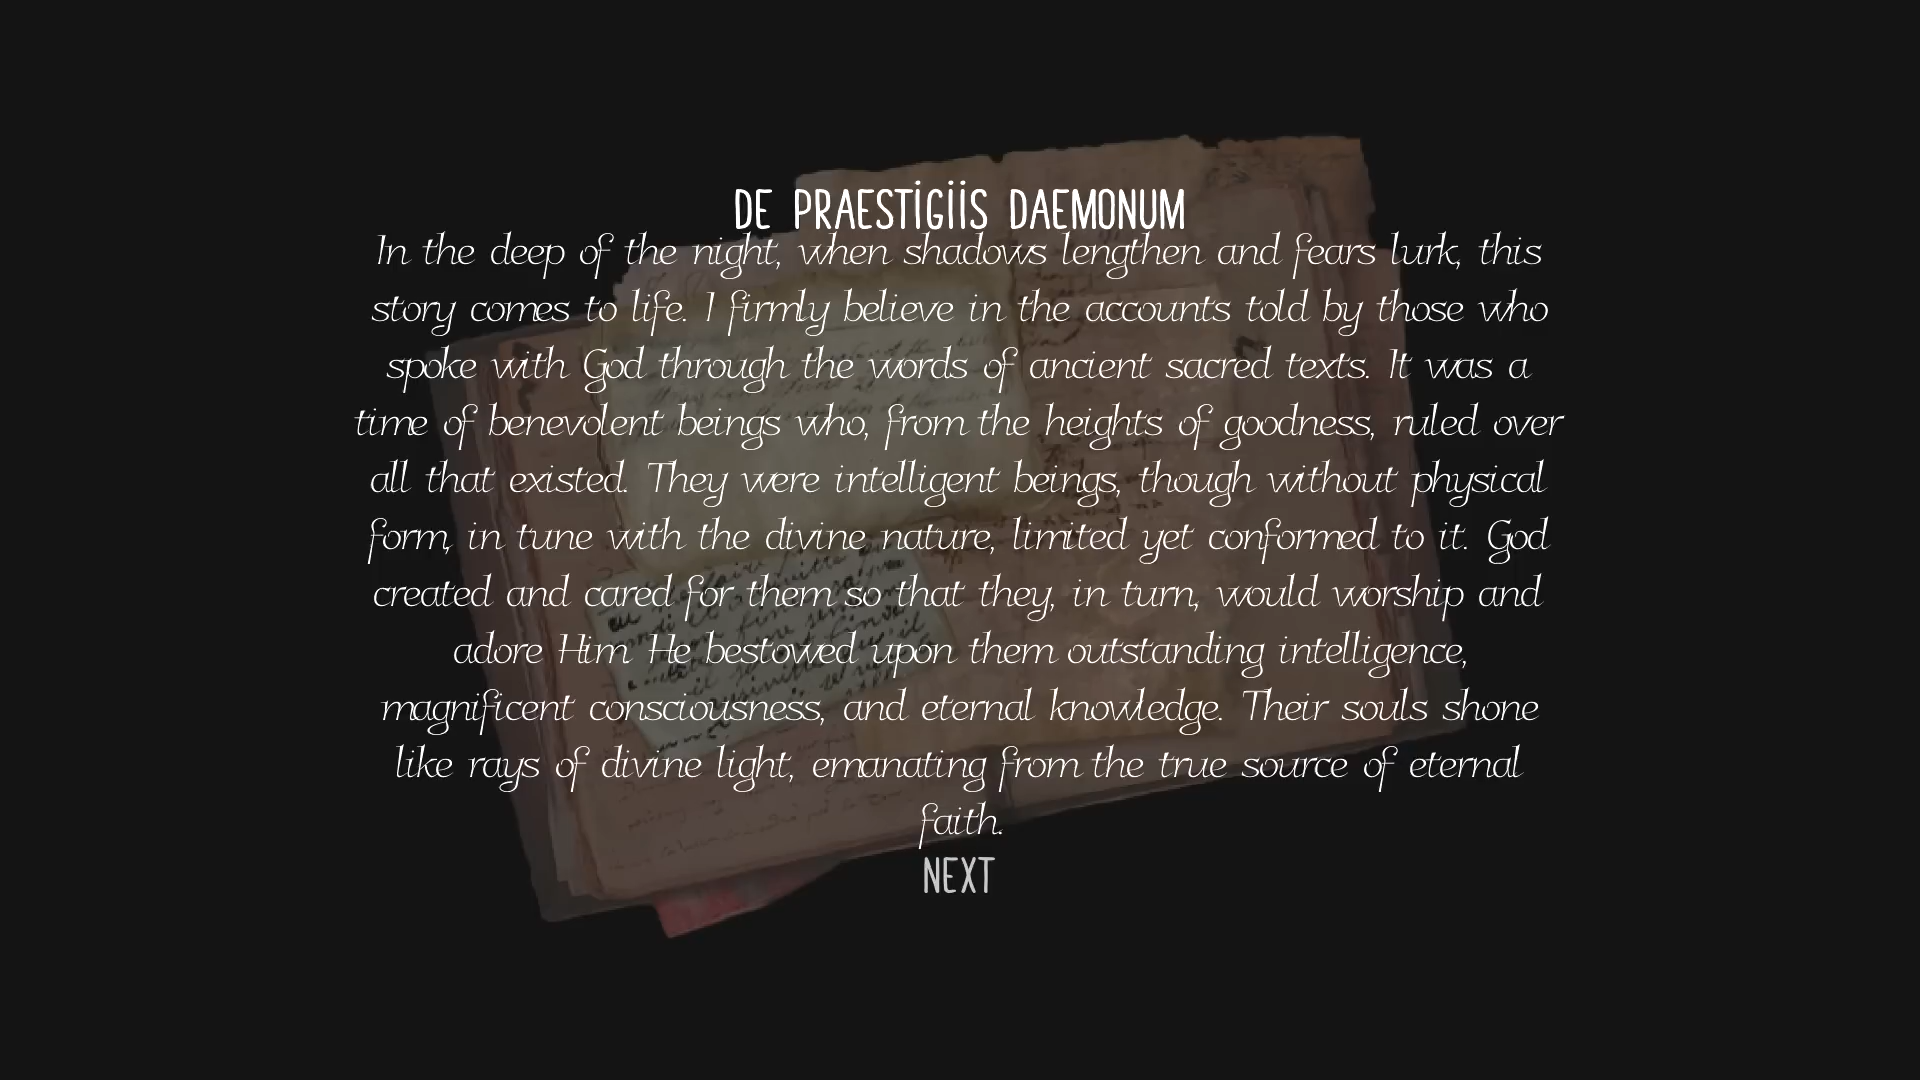 DE PRAESTIGIIS DAEMONUM
In the deep of the night, when shadows lengthen and fears lurk, this
story comes to life. I firmly believe in the accounts told by those who
spoke with God through the words of ancient sacred texts. It was a
time of benevolent beings who, from the heights of goodness, ruled over
all that existed. They were intelligent beings, though without physical
form, in tune with the divine nature, limited yet conformed to it. God
created and cared for them so that they, in turn, would worship and
adore Him. He bestowed upon them outstanding intelligence,
magnificent consciousness, and eternal knowledge. Their souls shone
like rays of divine light, emanating from the true source of eternal
faith.
NEXT